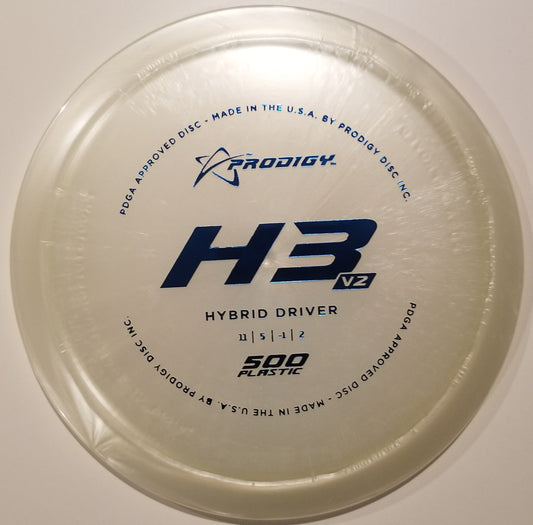 PDGA APPROVED DISC - MADE IN THE U.S.A. BY PRODIGY DISC INC.
PRODIGY™
H3 V2
HYBRID DRIVER
11 | 5 | -1 | 2
500
PLASTIC
PDGA APPROVED DISC - MADE IN THE U.S.A. BY PRODIGY DISC INC.